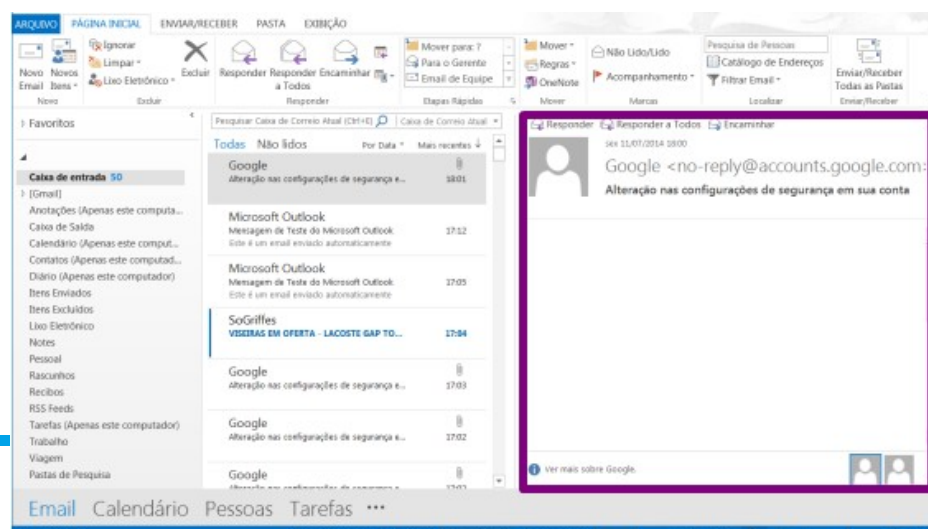 ARQUIVO PÁGINA INICIAL ENVIAR/RECEBER PASTA EXIBIÇÃO
Novo Email
Novos Itens
Ignorar
Limpar
Lixo Eletrônico
Excluir
Responder
Responder a Todos
Encaminhar
Mover para: ?
Para o Gerente
Email de Equipe
Mover
Regras
OneNote
Não Lido/Lido
Acompanhamento
Pesquisa de Pessoas
Catálogo de Endereços
Filtrar Email
Enviar/Receber
Todas as Pastas
Novo Excluir Responder Etapas Rápidas Mover Marcas Localizar Enviar/Receber
Favoritos
Caixa de entrada 50
[Gmail]
Anotações (Apenas este computa...
Caixa de Saída
Calendário (Apenas este comput...
Contatos (Apenas este computad...
Diário (Apenas este computador)
Itens Enviados
Itens Excluídos
Lixo Eletrônico
Notes
Pessoal
Rascunhos
Recibos
RSS Feeds
Tarefas (Apenas este computador)
Trabalho
Viagem
Pastas de Pesquisa
Pesquisar Caixa de Correio Atual (Ctrl+E) Caixa de Correio Atual
Todas Não lidos Por Data Mais recentes ↓
Google
Alteração nas configurações de segurança e... 18:01
Microsoft Outlook
Mensagem de Teste do Microsoft Outlook 17:12
Este é um email enviado automaticamente
Microsoft Outlook
Mensagem de Teste do Microsoft Outlook 17:05
Este é um email enviado automaticamente
SoGriffes
VISEIRAS EM OFERTA - LACOSTE GAP TO... 17:04
Google
Alteração nas configurações de segurança e... 17:03
Google
Alteração nas configurações de segurança e... 17:02
Google
Alteração nas configurações de segurança e... 17:02
Responder Responder a Todos Encaminhar
sex 11/07/2014 18:00
Google <no-reply@accounts.google.com>
Alteração nas configurações de segurança em sua conta
Ver mais sobre Google.
Email Calendário Pessoas Tarefas •••